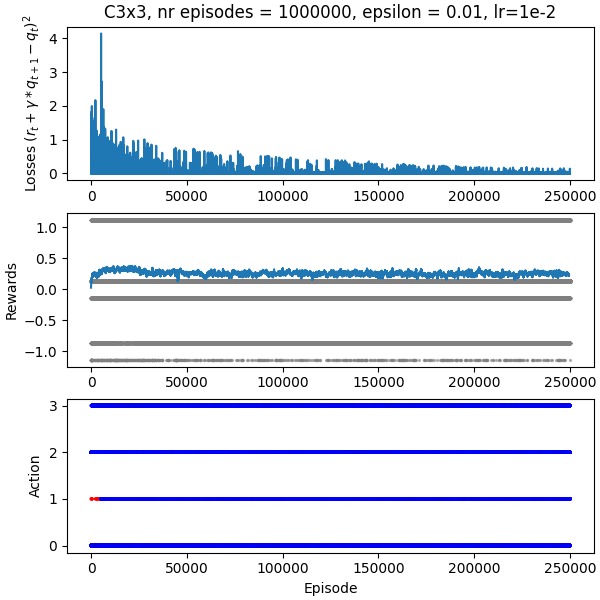 C3x3, nr episodes = 1000000, epsilon = 0.01, lr=1e-2
Losses $(r_t + \gamma * q_{t+1} - q_t)^2$
4
3
2
1
0
0 50000 100000 150000 200000 250000
Rewards
1.0
0.5
0.0
−0.5
−1.0
0 50000 100000 150000 200000 250000
Action
3
2
1
0
0 50000 100000 150000 200000 250000
Episode